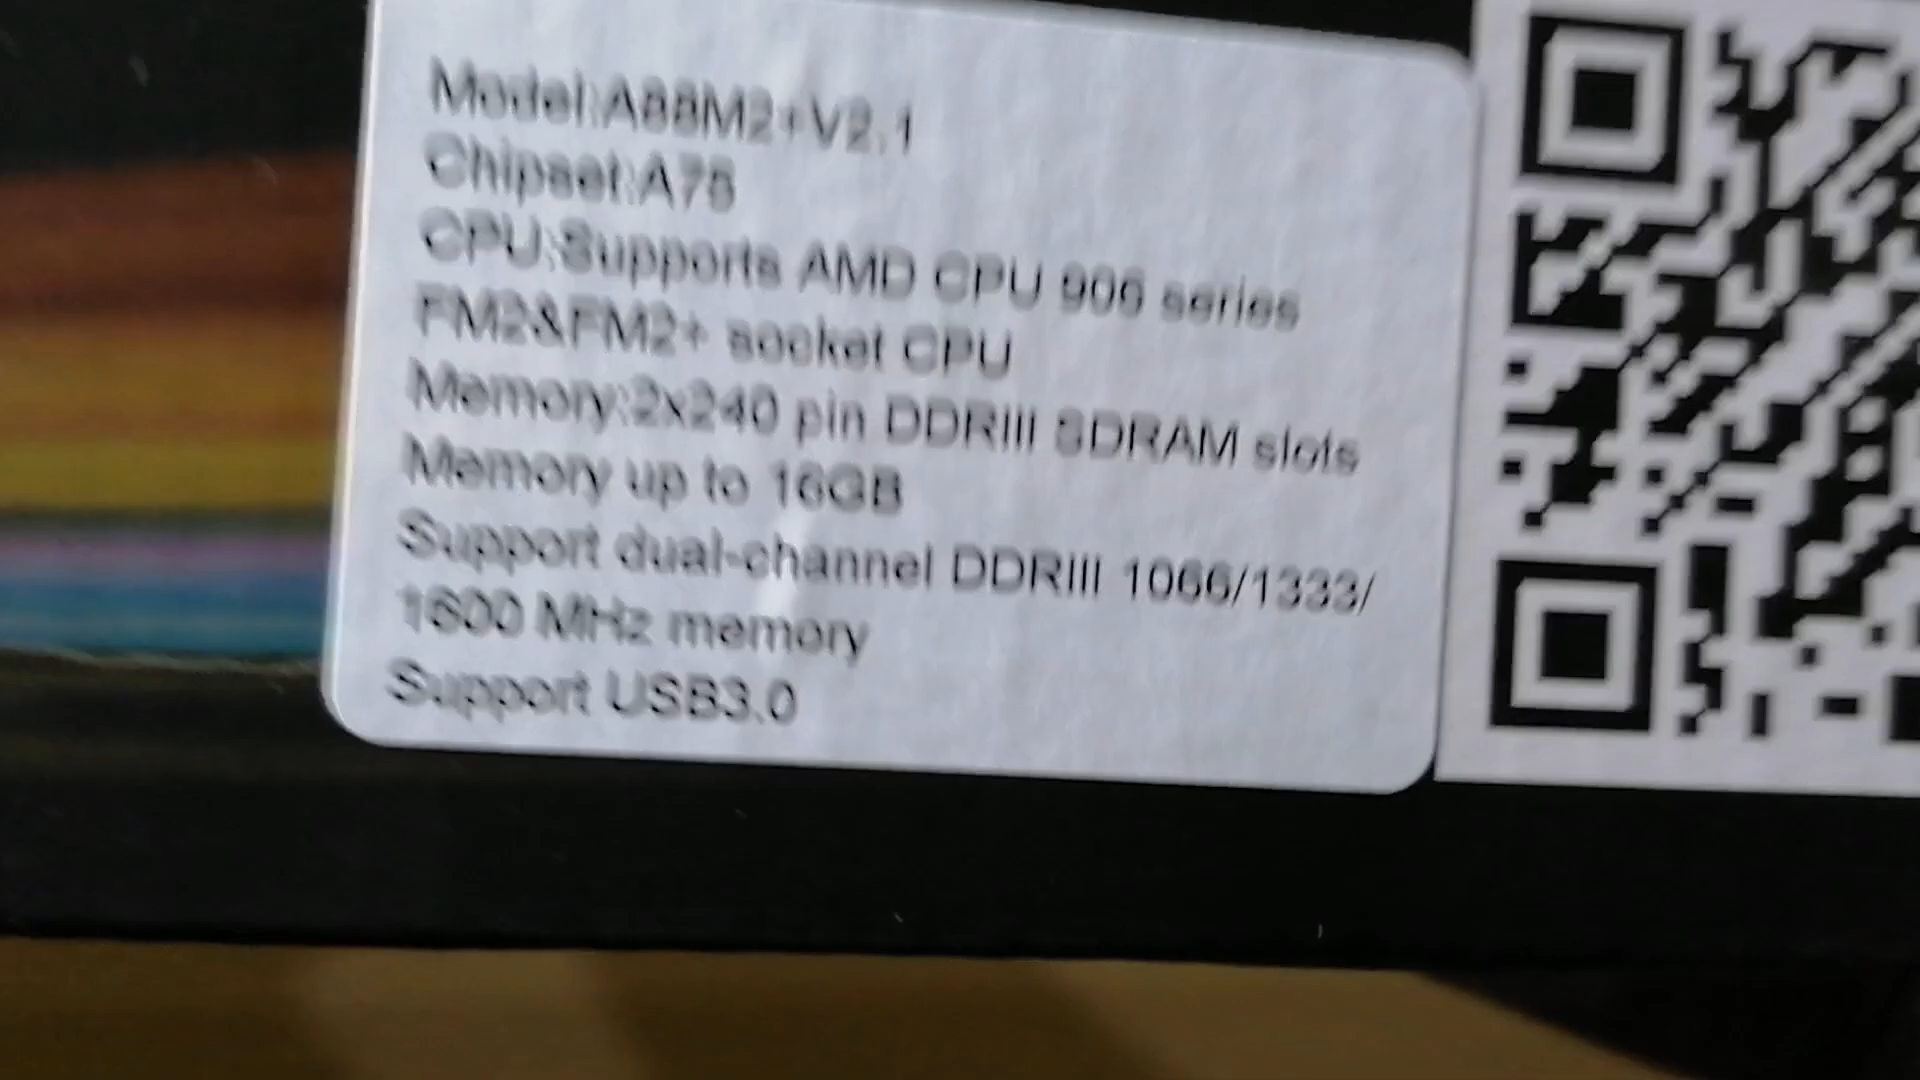 Model:A88M2+V2.1
Chipset:A75
CPU:Supports AMD CPU 906 series
FM2&FM2+ socket CPU
Memory:2x240 pin DDRIII SDRAM slots
Memory up to 16GB
Support dual-channel DDRIII 1066/1333/
1600 MHz memory
Support USB3.0